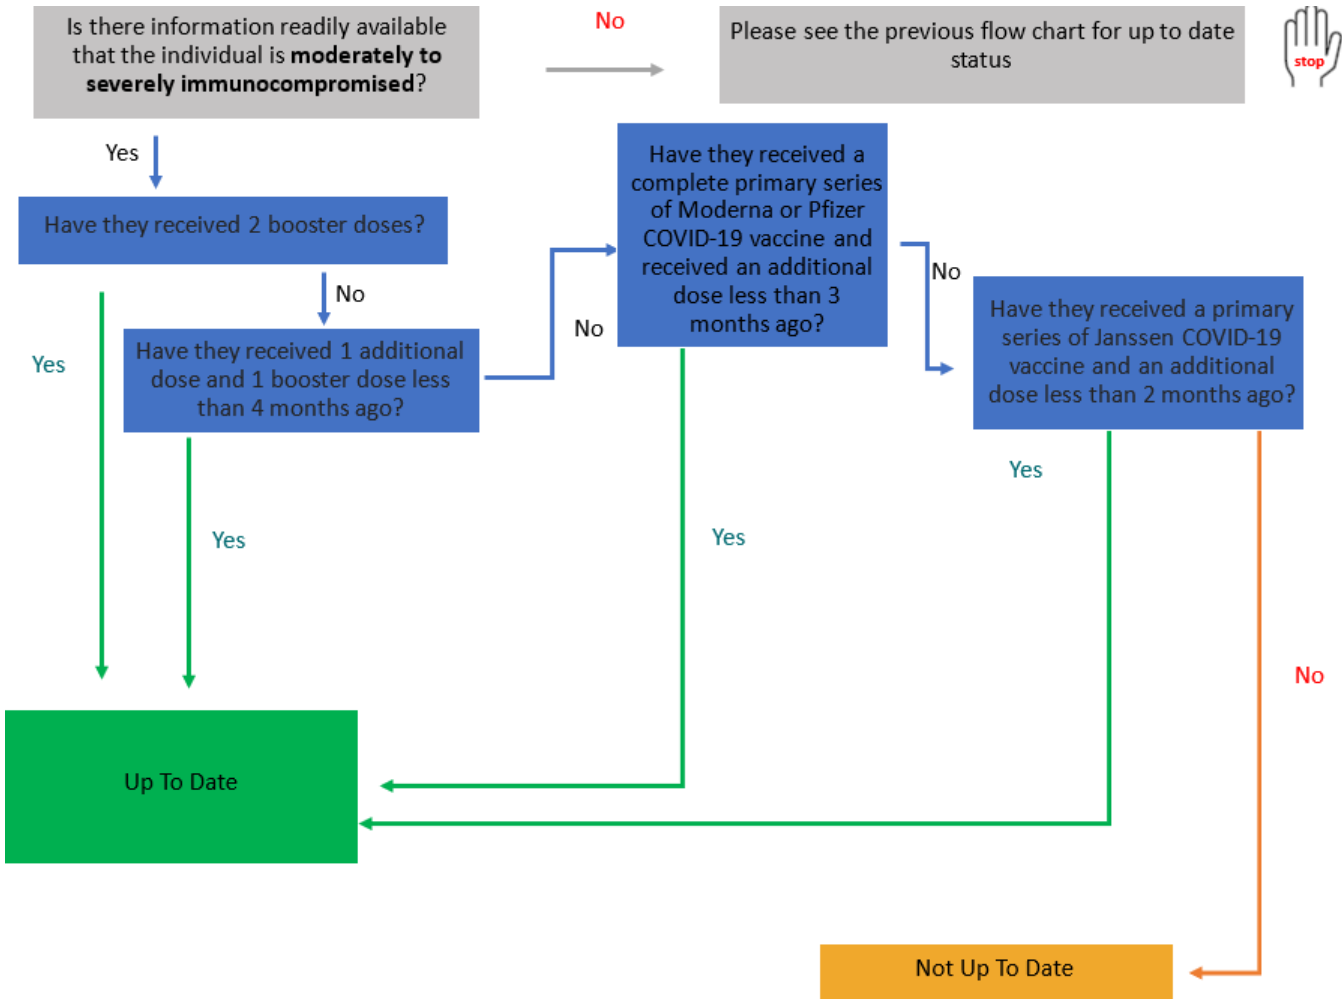 Is there information readily available
that the individual is moderately to
severely immunocompromised?
No
Please see the previous flow chart for up to date
status
stop
Yes
Have they received 2 booster doses?
No
Yes
Have they received 1 additional
dose and 1 booster dose less
than 4 months ago?
No
Yes
Have they received a
complete primary series
of Moderna or Pfizer
COVID-19 vaccine and
received an additional
dose less than 3
months ago?
No
Yes
Have they received a primary
series of Janssen COVID-19
vaccine and an additional
dose less than 2 months ago?
Yes
No
Up To Date
Not Up To Date